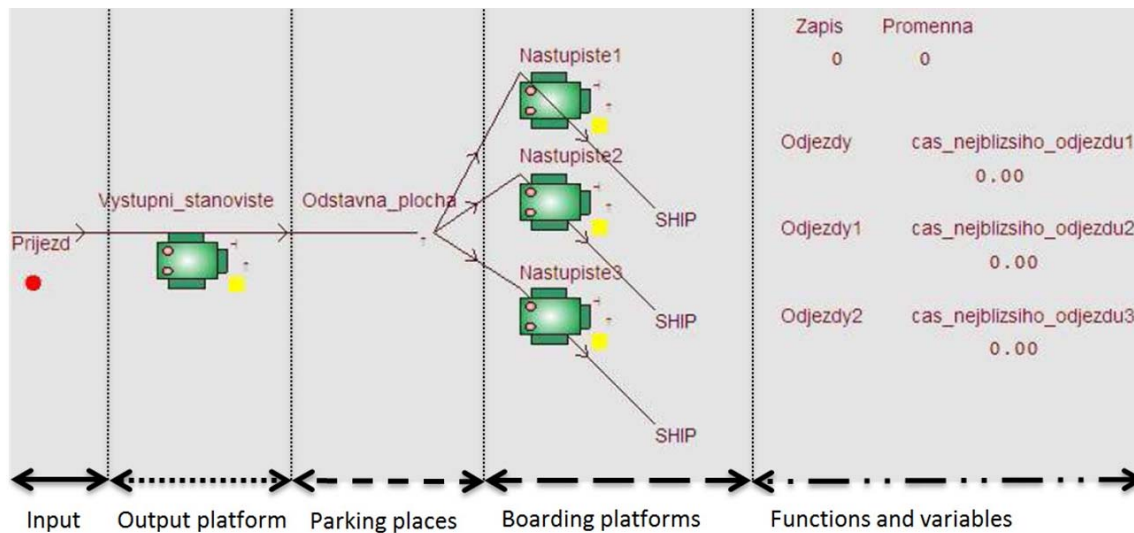 Zapis Promenna
0 0
Nastupiste1
Odjezdy cas_nejblizsiho_odjezdu1
0.00
Nastupiste2
Vystupni_stanoviste Odstavna_plocha
SHIP
Odjezdy1 cas_nejblizsiho_odjezdu2
0.00
Prijezd
Nastupiste3
SHIP
Odjezdy2 cas_nejblizsiho_odjezdu3
0.00
SHIP
Input Output platform Parking places Boarding platforms Functions and variables